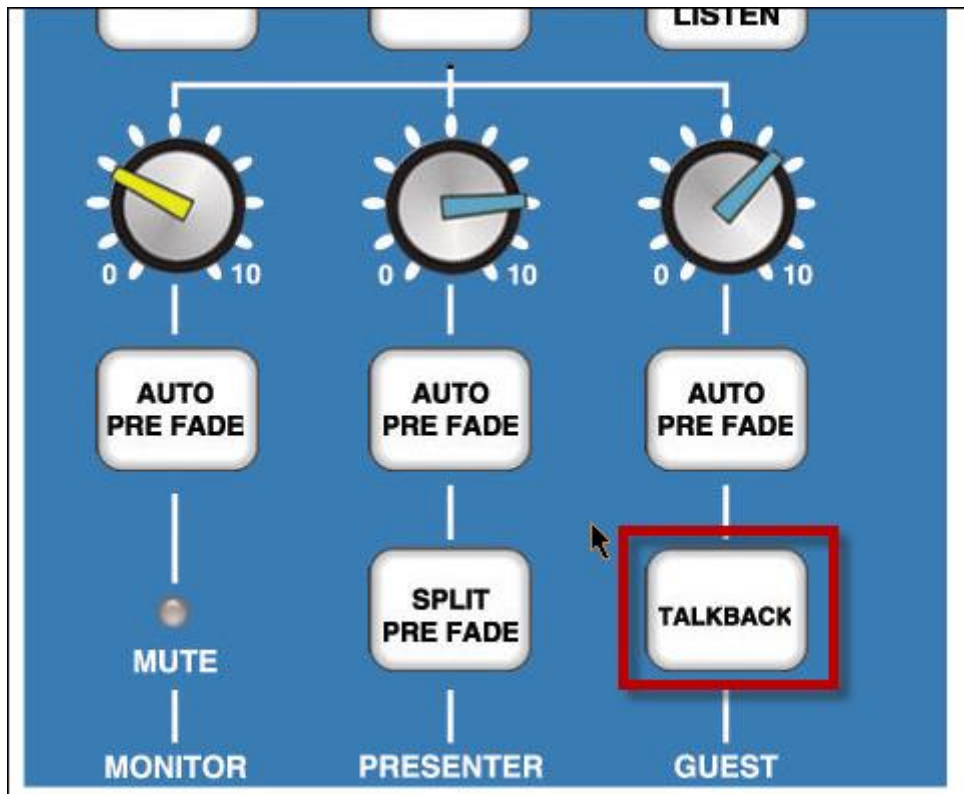 LISTEN
0 10 0 10 0 10
AUTO AUTO AUTO
PRE FADE PRE FADE PRE FADE
SPLIT
PRE FADE
TALKBACK
MUTE
MONITOR PRESENTER GUEST